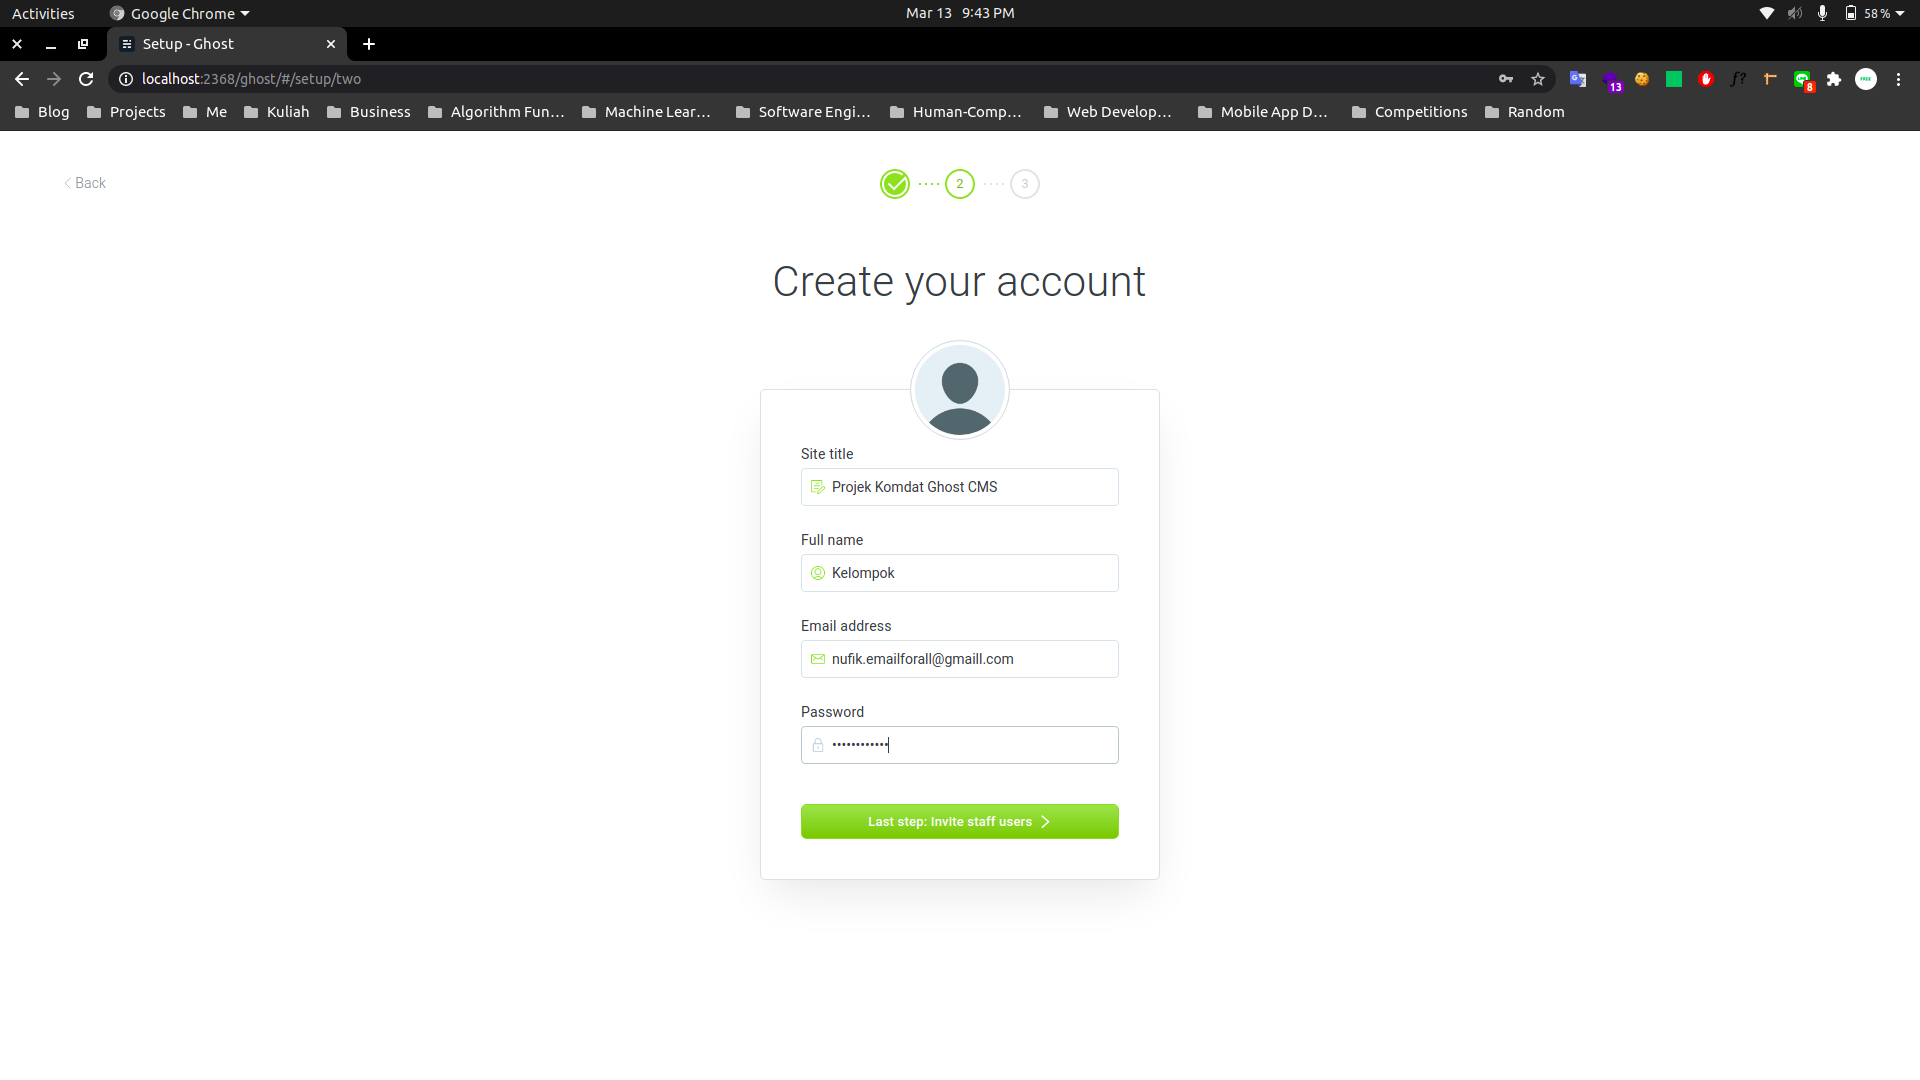 Activities
Google Chrome
Mar 13 9:43 PM
58 %
Setup - Ghost
localhost:2368/ghost/#/setup/two
13
f?
8
FREE
Blog
Projects
Me
Kuliah
Business
Algorithm Fun...
Machine Lear...
Software Engi...
Human-Comp...
Web Develop...
Mobile App D...
Competitions
Random
Back
2
3
Create your account
Site title
Projek Komdat Ghost CMS
Full name
Kelompok
Email address
nufik.emailforall@gmaill.com
Password
••••••••••••
Last step: Invite staff users